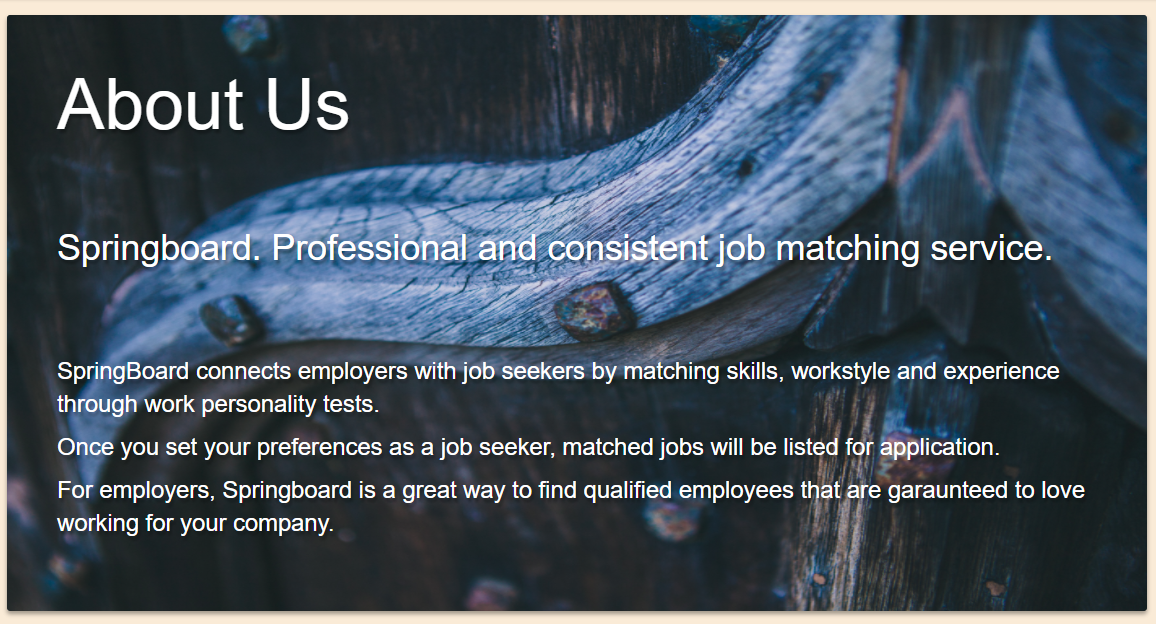 About Us
Springboard. Professional and consistent job matching service.
SpringBoard connects employers with job seekers by matching skills, workstyle and experience
through work personality tests.
Once you set your preferences as a job seeker, matched jobs will be listed for application.
For employers, Springboard is a great way to find qualified employees that are garaunteed to love
working for your company.